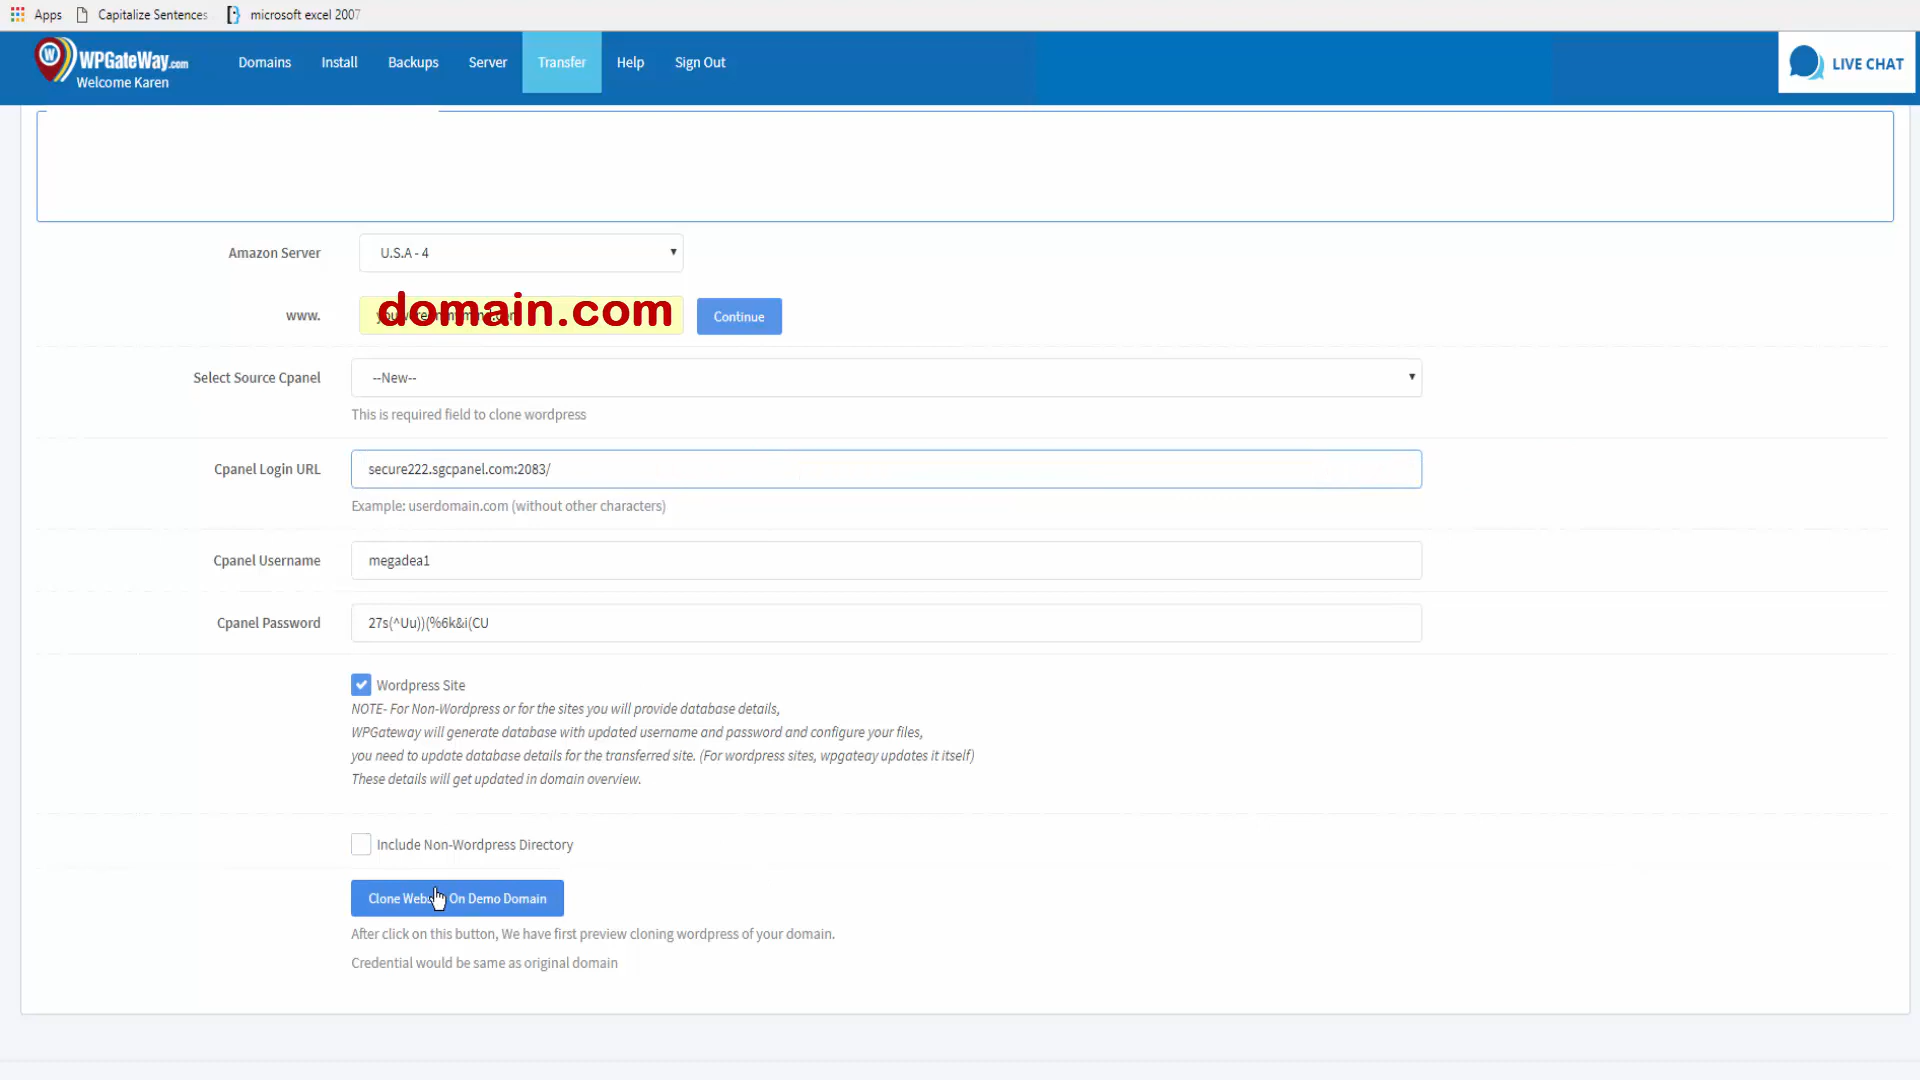 Apps Capitalize Sentences microsoft excel 2007
WPGateWay.com
Welcome Karen
Domains Install Backups Server Transfer Help Sign Out
LIVE CHAT
Amazon Server U.S.A - 4
www. domain.com Continue
Select Source Cpanel --New--
This is required field to clone wordpress
Cpanel Login URL secure222.sgcpanel.com:2083/
Example: userdomain.com (without other characters)
Cpanel Username megadea1
Cpanel Password 27s(^Uu))(%6k&i(CU
Wordpress Site
NOTE- For Non-Wordpress or for the sites you will provide database details,
WPGateway will generate database with updated username and password and configure your files,
you need to update database details for the transferred site. (For wordpress sites, wpgateay updates it itself)
These details will get updated in domain overview.
Include Non-Wordpress Directory
Clone Website On Demo Domain
After click on this button, We have first preview cloning wordpress of your domain.
Credential would be same as original domain